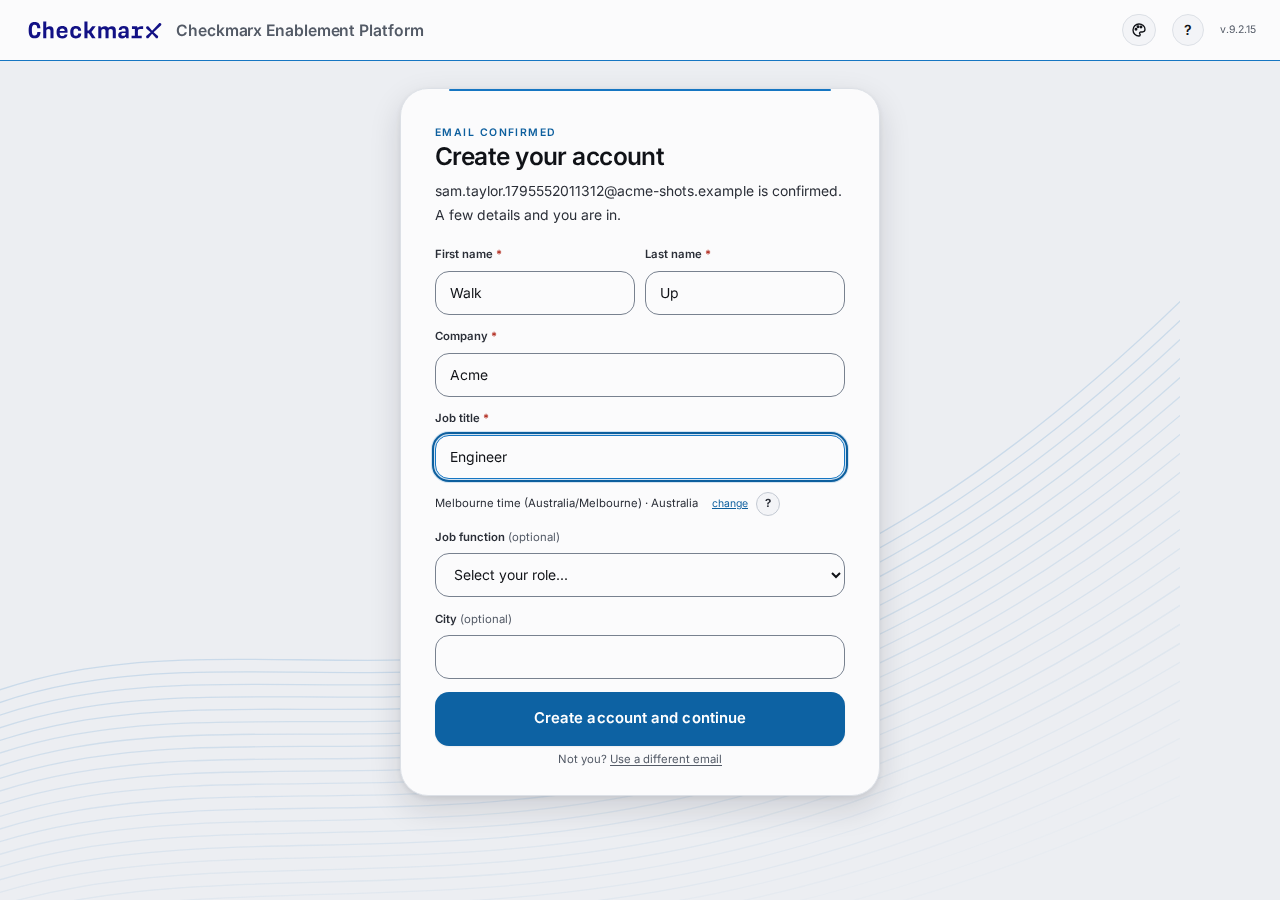 Checkmarx Checkmarx Enablement Platform ? v.9.2.15
EMAIL CONFIRMED
Create your account
sam.taylor.1795552011312@acme-shots.example is confirmed.
A few details and you are in.
First name * Last name *
Walk Up
Company *
Acme
Job title *
Engineer
Melbourne time (Australia/Melbourne) · Australia change ?
Job function (optional)
Select your role...
City (optional)
Create account and continue
Not you? Use a different email